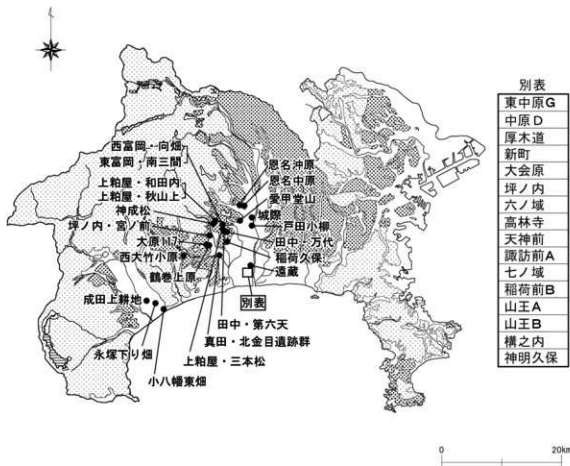 西富岡・向畑
東富岡・南三間
上粕屋・和田内
上粕屋・秋山上
神成松
坪ノ内・宮ノ前
大原117
西大竹小原
鶴巻上原
成田上耕地
永塚下り畑
小八幡東畑
上粕屋・三本松
真田・北金目遺跡群
田中・第六天
別表
遠蔵
稲荷久保
田中・万代
戸田小柳
城際
愛甲堂山
恩名中原
恩名沖原
別表
東中原G
中原D
厚木道
新町
大会原
坪ノ内
六ノ域
高林寺
天神前
諏訪前A
七ノ域
稲荷前B
山王A
山王B
構之内
神明久保
0 20km